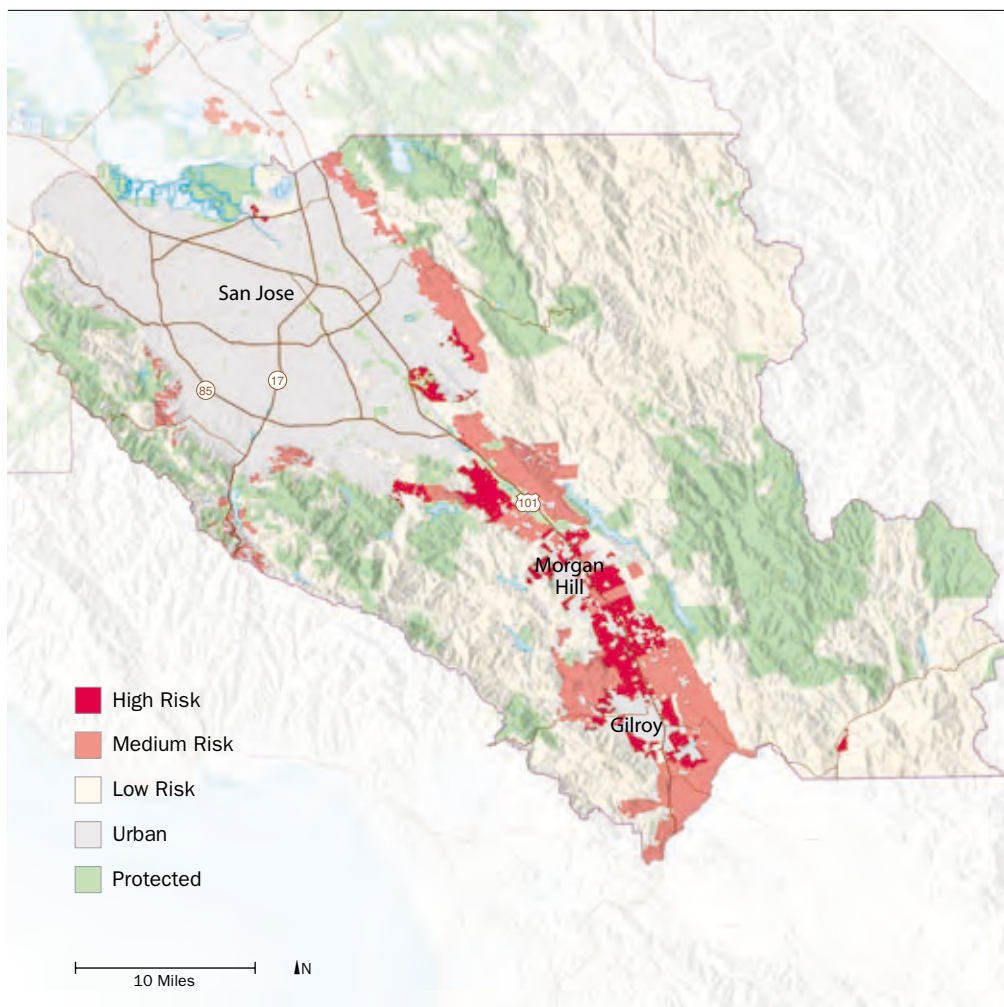 San Jose
85
17
101
Morgan
Hill
High Risk
Medium Risk
Gilroy
Low Risk
Urban
Protected
10 Miles
N